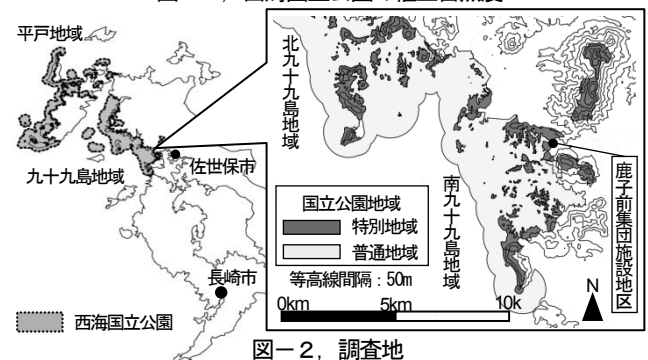 平戸地域
九十九島地域
佐世保市
長崎市
西海国立公園
北九十九島地域
南九十九島地域
鹿子前集団施設地区
国立公園地域
特別地域
普通地域
等高線間隔：50m
0km 5km 10k
N
図－2，調査地